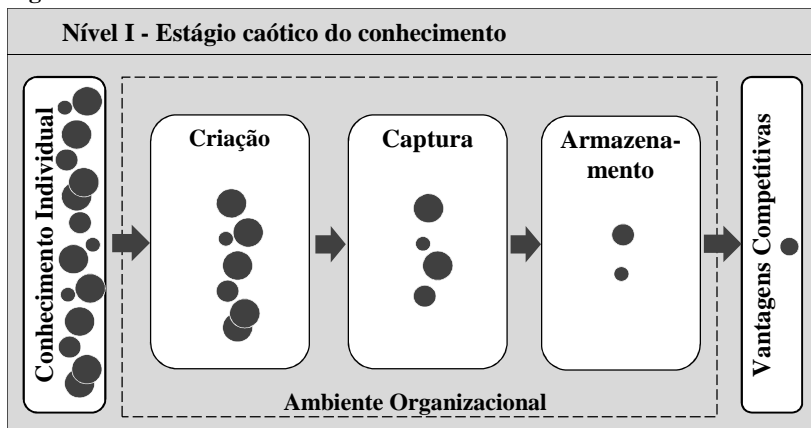 Nível I - Estágio caótico do conhecimento
Conhecimento Individual
Criação
Captura
Armazena-
mento
Vantagens Competitivas
Ambiente Organizacional